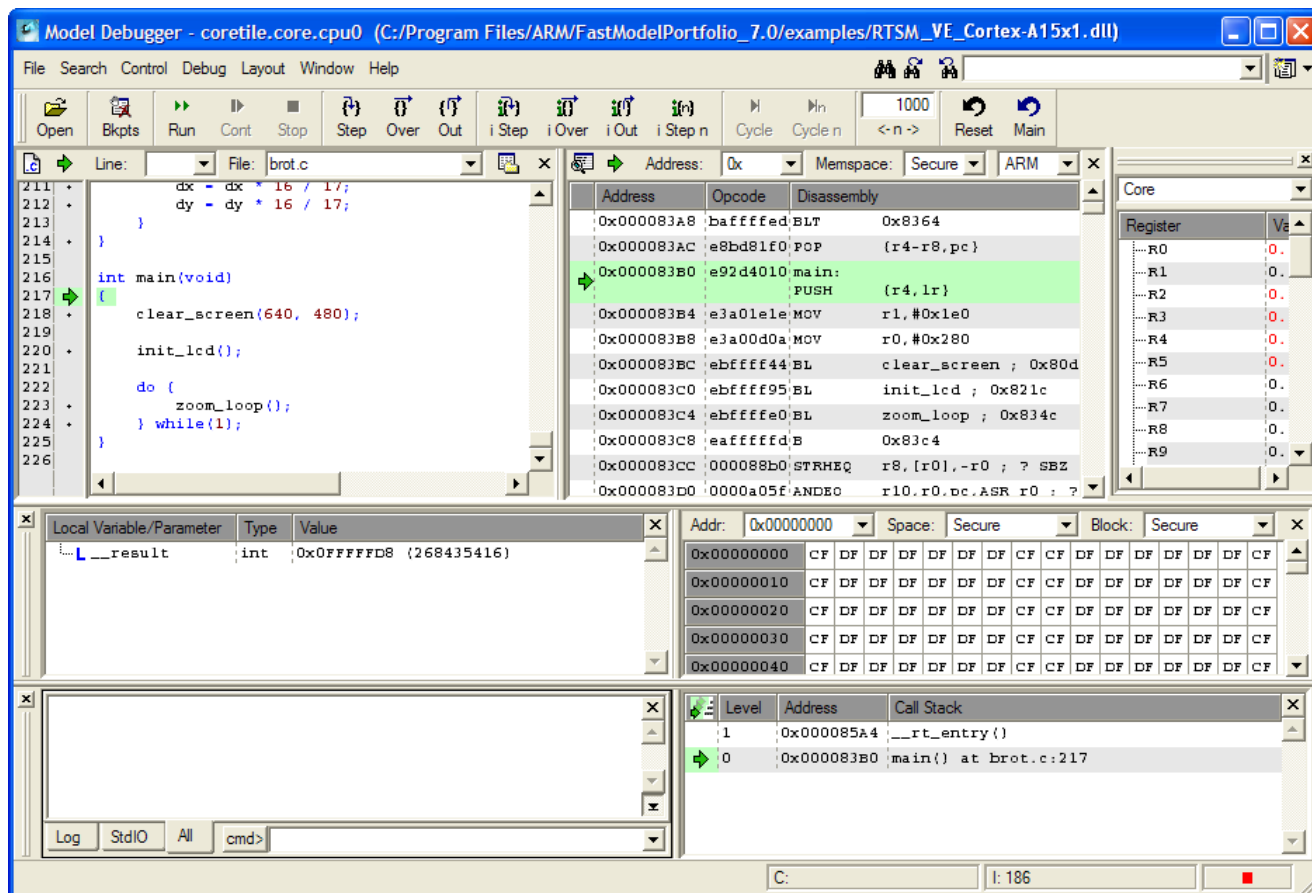 Model Debugger - coretile.core.cpu0 (C:/Program Files/ARM/FastModelPortfolio_7.0/examples/RTSM_VE_Cortex-A15x1.dll)
File Search Control Debug Layout Window Help
Open Bkpts Run Cont Stop Step Over Out i Step i Over i Out i Step n Cycle Cycle n 1000 <- n -> Reset Main
Line: File: brot.c
211 dx = dx * 16 / 17;
212 dy = dy * 16 / 17;
213 }
214 }
215
216 int main(void)
217 {
218 clear_screen(640, 480);
219
220 init_lcd();
221
222 do {
223 zoom_loop();
224 } while(1);
225 }
226
Address: 0x Memspace: Secure ARM
Address Opcode Disassembly
0x000083A8 baffffed BLT 0x8364
0x000083AC e8bd81f0 POP {r4-r8,pc}
0x000083B0 e92d4010 main:
PUSH {r4,lr}
0x000083B4 e3a01e1e MOV r1,#0x1e0
0x000083B8 e3a00d0a MOV r0,#0x280
0x000083BC ebffff44 BL clear_screen ; 0x80d
0x000083C0 ebffff95 BL init_lcd ; 0x821c
0x000083C4 ebffffe0 BL zoom_loop ; 0x834c
0x000083C8 eafffffd B 0x83c4
0x000083CC 000088b0 STRHEQ r8,[r0],-r0 ; ? SBZ
0x000083D0 0000a05f ANDEQ r10,r0,pc,ASR r0 ; ?
Core
Register Va
R0 0.
R1 0.
R2 0.
R3 0.
R4 0.
R5 0.
R6 0.
R7 0.
R8 0.
R9 0.
Local Variable/Parameter Type Value
L __result int 0x0FFFFFD8 (268435416)
Addr: 0x00000000 Space: Secure Block: Secure
0x00000000 CF DF DF DF DF DF DF CF CF DF DF DF DF DF DF CF
0x00000010 CF DF DF DF DF DF DF CF CF DF DF DF DF DF DF CF
0x00000020 CF DF DF DF DF DF DF CF CF DF DF DF DF DF DF CF
0x00000030 CF DF DF DF DF DF DF CF CF DF DF DF DF DF DF CF
0x00000040 CF DF DF DF DF DF DF CF CF DF DF DF DF DF DF CF
Log StdIO All cmd>
Level Address Call Stack
1 0x000085A4 __rt_entry()
0 0x000083B0 main() at brot.c:217
C: I: 186